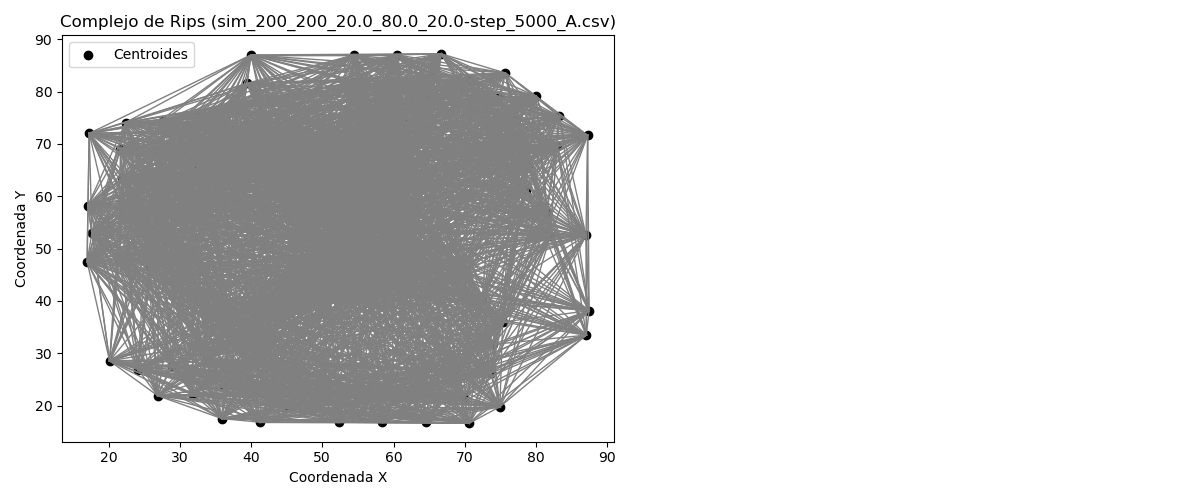 Complejo de Rips (sim_200_200_20.0_80.0_20.0-step_5000_A.csv)
Centroides
90
80
70
60
50
40
30
20
Coordenada Y
20 30 40 50 60 70 80 90
Coordenada X